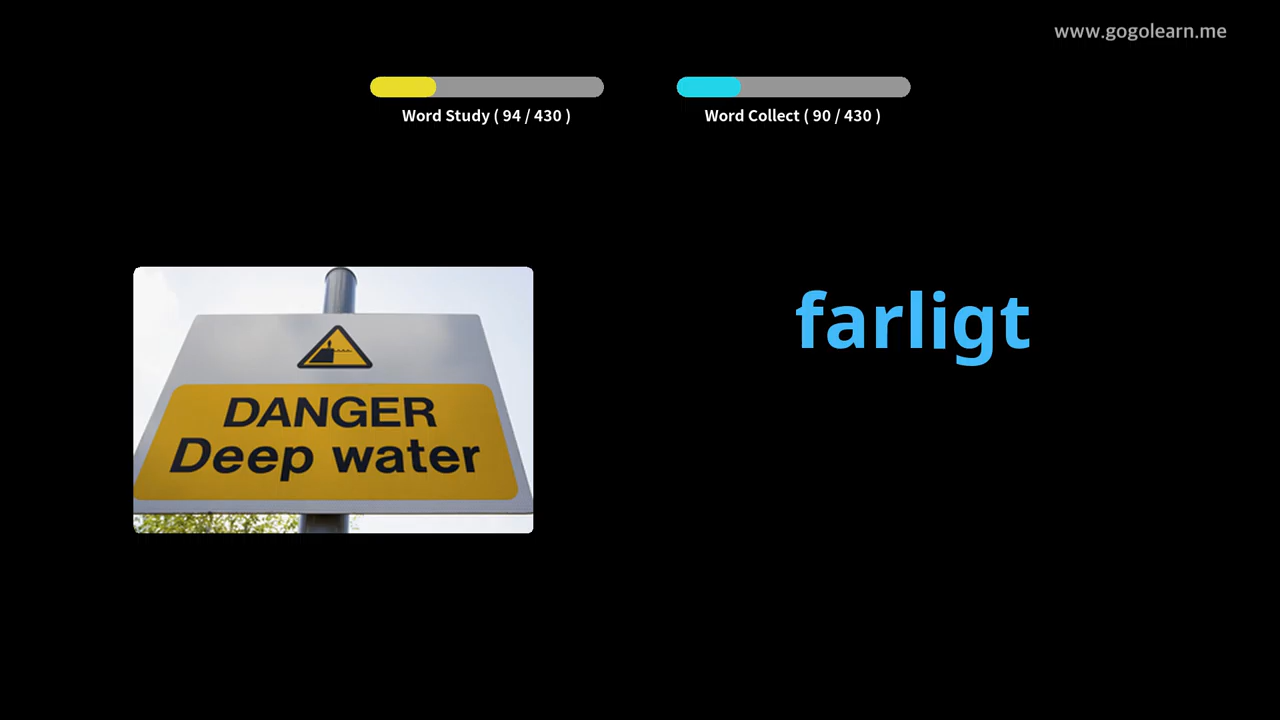 www.gogolearn.me
Word Study ( 94 / 430 )
Word Collect ( 90 / 430 )
DANGER
Deep water
farligt